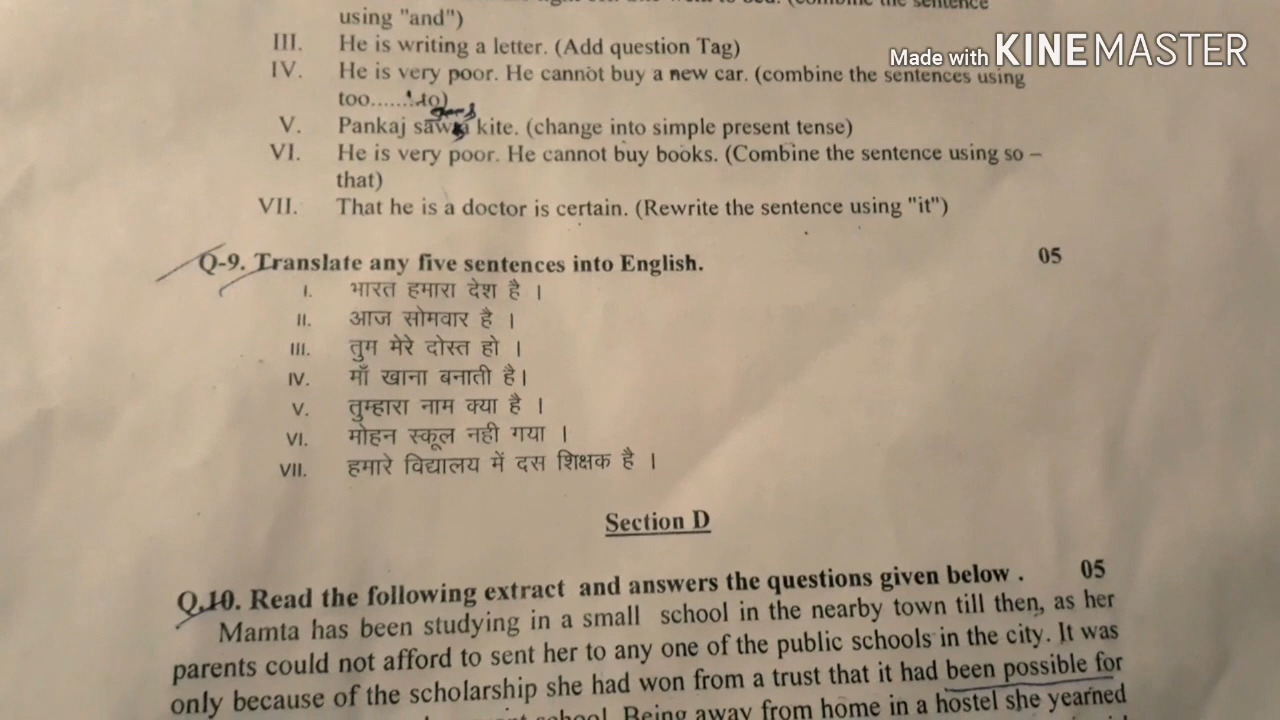 using "and")
III. He is writing a letter. (Add question Tag)
Made with KINEMASTER
IV. He is very poor. He cannot buy a new car. (combine the sentences using
too......to)
V. Pankaj saw kite. (change into simple present tense)
VI. He is very poor. He cannot buy books. (Combine the sentence using so –
that)
VII. That he is a doctor is certain. (Rewrite the sentence using "it")
Q-9. Translate any five sentences into English. 05
I. भारत हमारा देश है ।
II. आज सोमवार है ।
III. तुम मेरे दोस्त हो ।
IV. माँ खाना बनाती है।
V. तुम्हारा नाम क्या है ।
VI. मोहन स्कूल नही गया ।
VII. हमारे विद्यालय में दस शिक्षक है ।
Section D
Q.10. Read the following extract and answers the questions given below . 05
Mamta has been studying in a small school in the nearby town till then, as her
parents could not afford to sent her to any one of the public schools in the city. It was
only because of the scholarship she had won from a trust that it had been possible for
school. Being away from home in a hostel she yearned